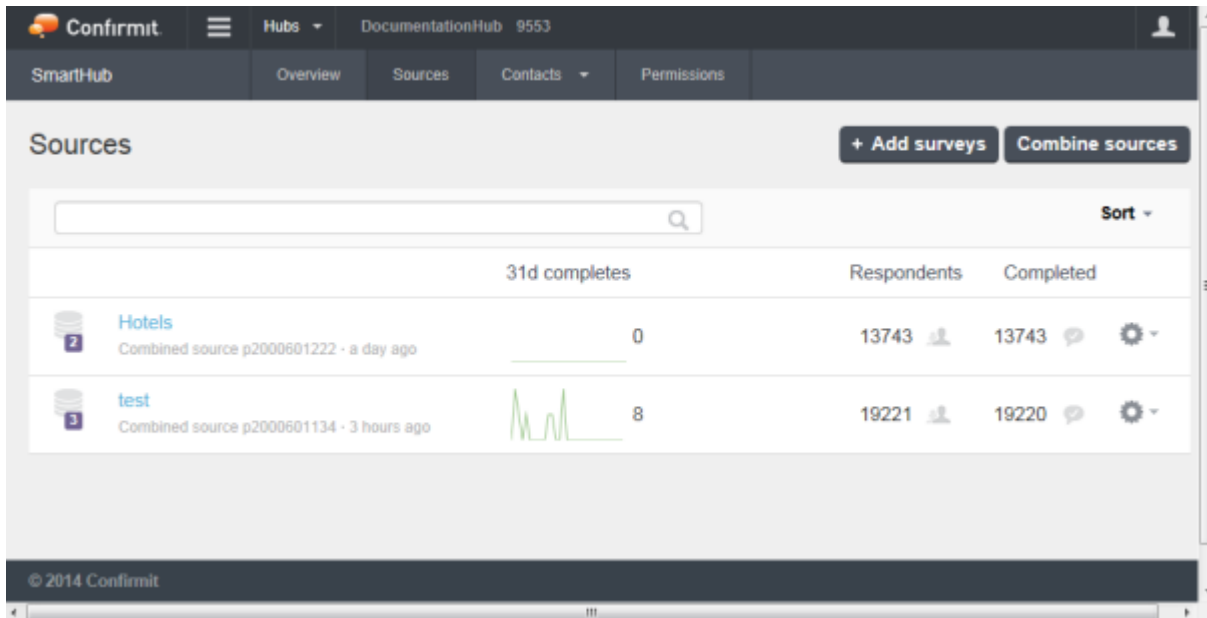 Confirmit Hubs DocumentationHub 9553
SmartHub Overview Sources Contacts Permissions
Sources + Add surveys Combine sources
Sort
31d completes Respondents Completed
Hotels
2 Combined source p2000601222 · a day ago 0 13743 13743
test
3 Combined source p2000601134 · 3 hours ago 8 19221 19220
© 2014 Confirmit